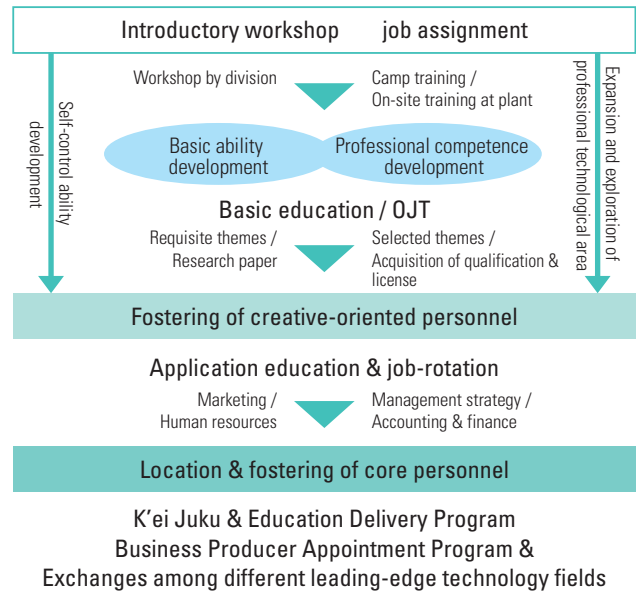 Introductory workshop job assignment
Workshop by division
Camp training /
On-site training at plant
Self-control ability
development
Expansion and exploration of
professional technological area
Basic ability
development
Professional competence
development
Basic education / OJT
Requisite themes /
Research paper
Selected themes /
Acquisition of qualification &
license
Fostering of creative-oriented personnel
Application education & job-rotation
Marketing /
Human resources
Management strategy /
Accounting & finance
Location & fostering of core personnel
K'ei Juku & Education Delivery Program
Business Producer Appointment Program &
Exchanges among different leading-edge technology fields